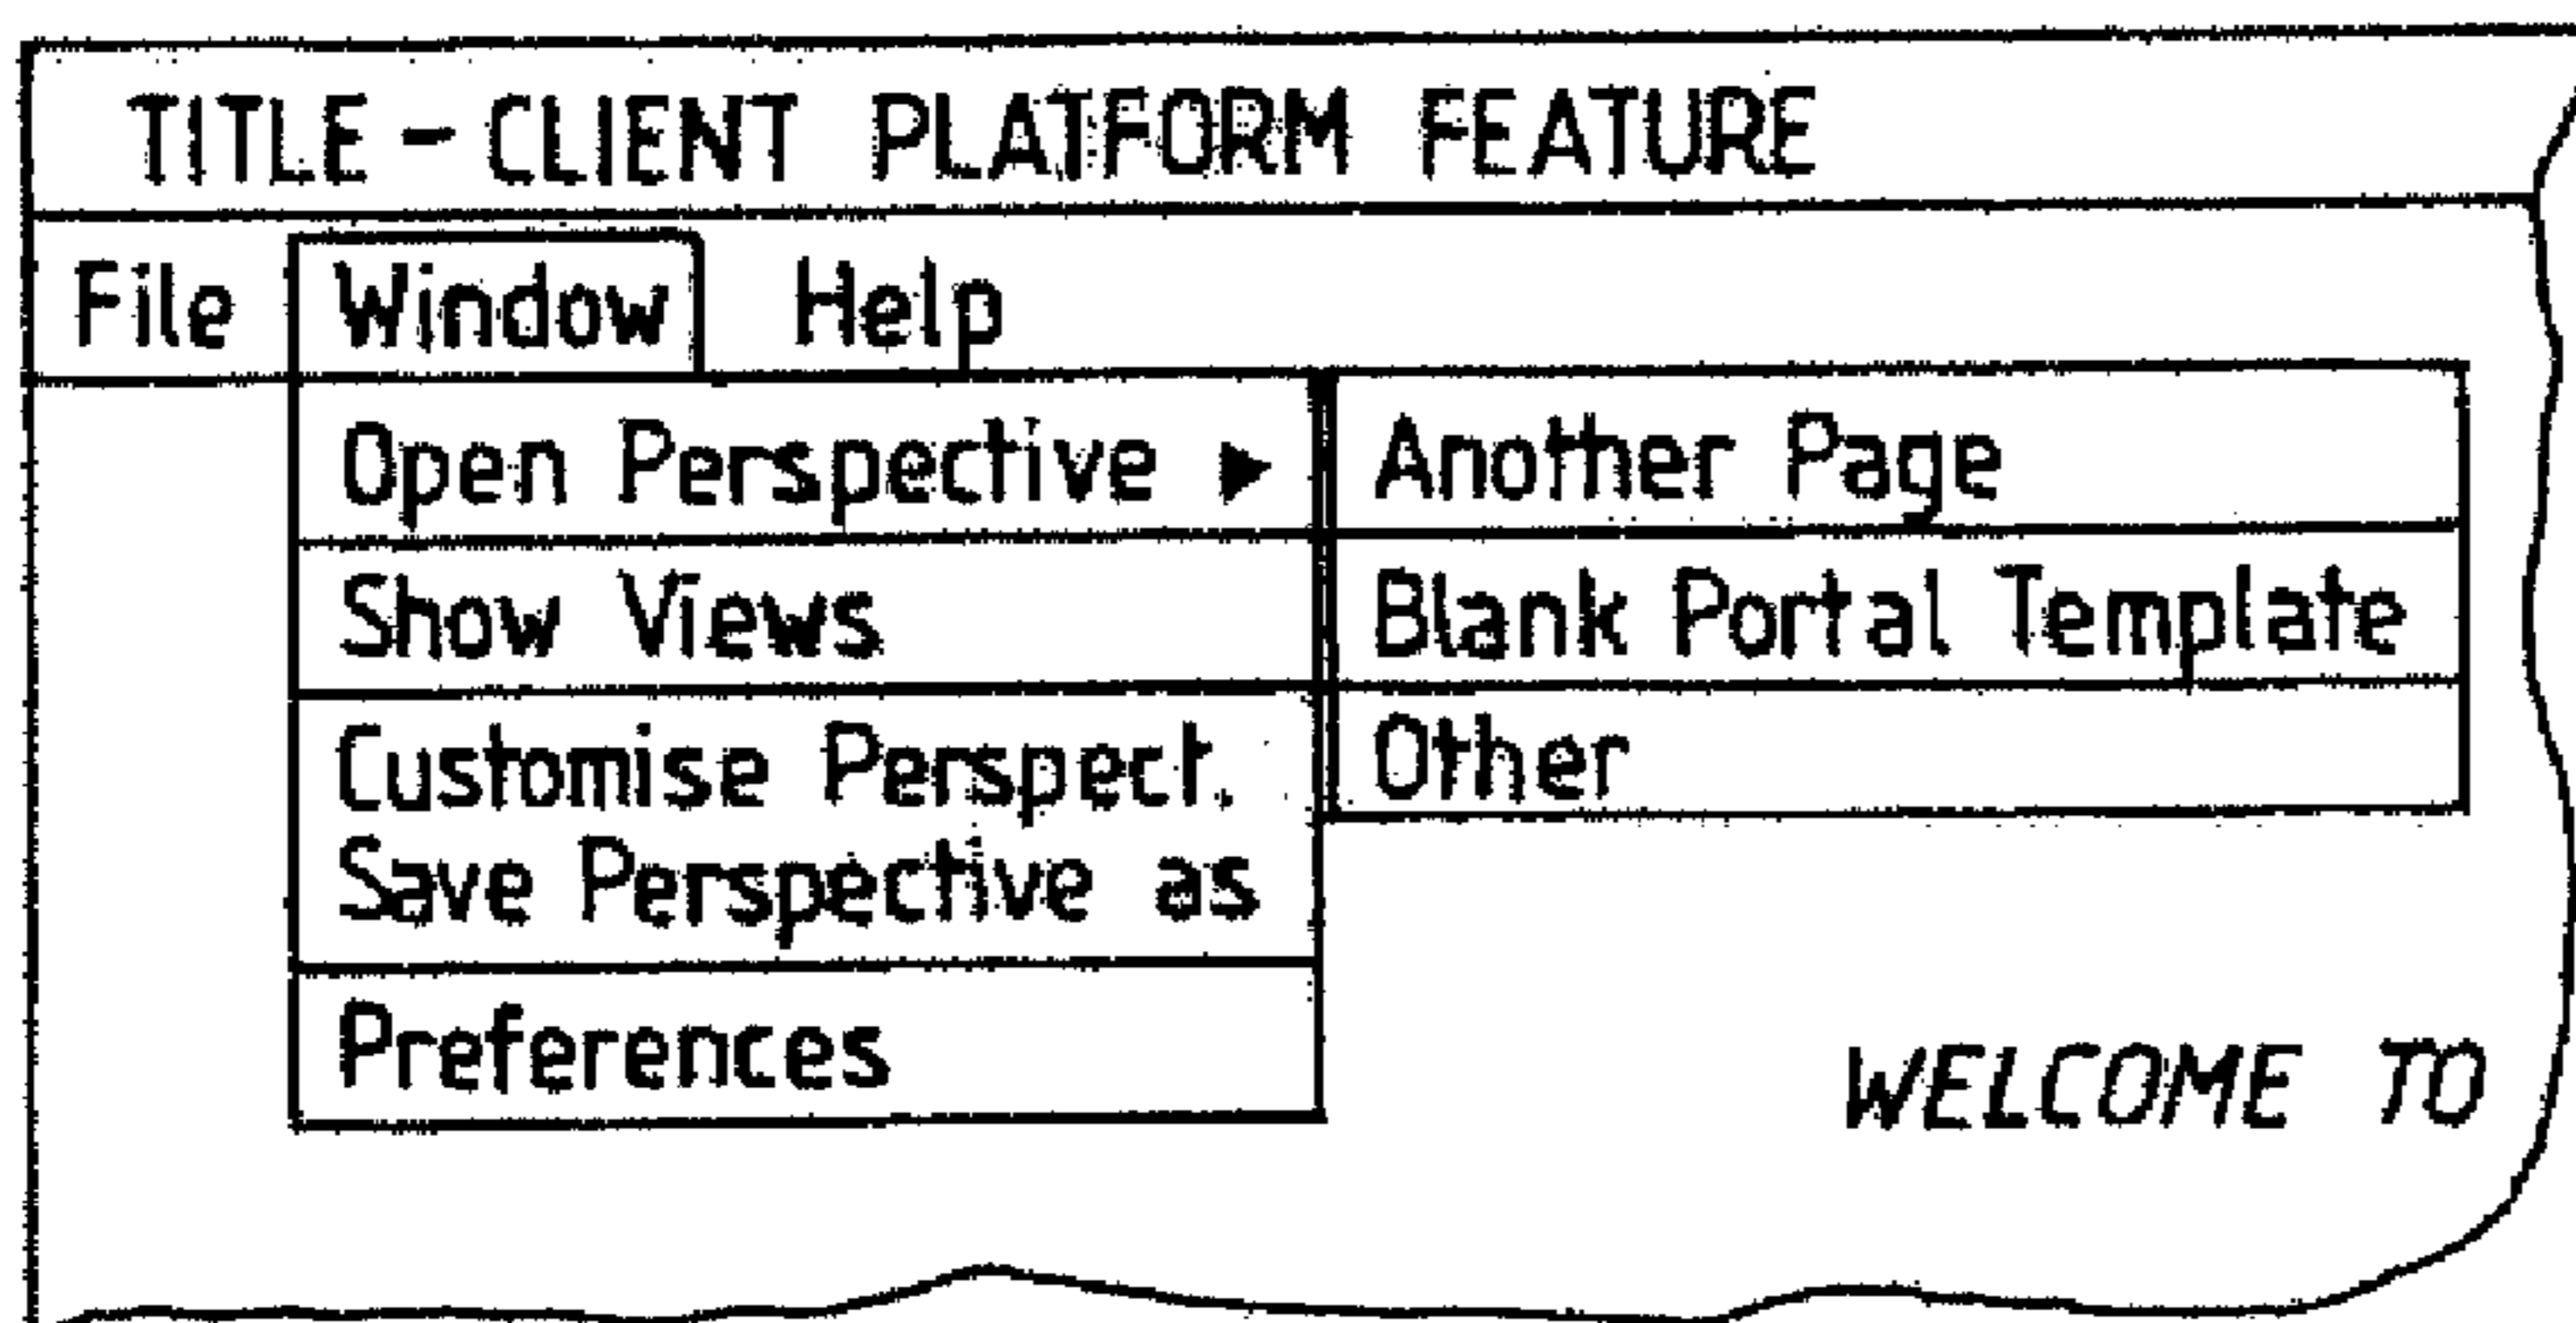 TITLE - CLIENT PLATFORM FEATURE
File Window Help
Open Perspective ▶ Another Page
Show Views Blank Portal Template
Customise Perspect. Other
Save Perspective as
Preferences
WELCOME TO